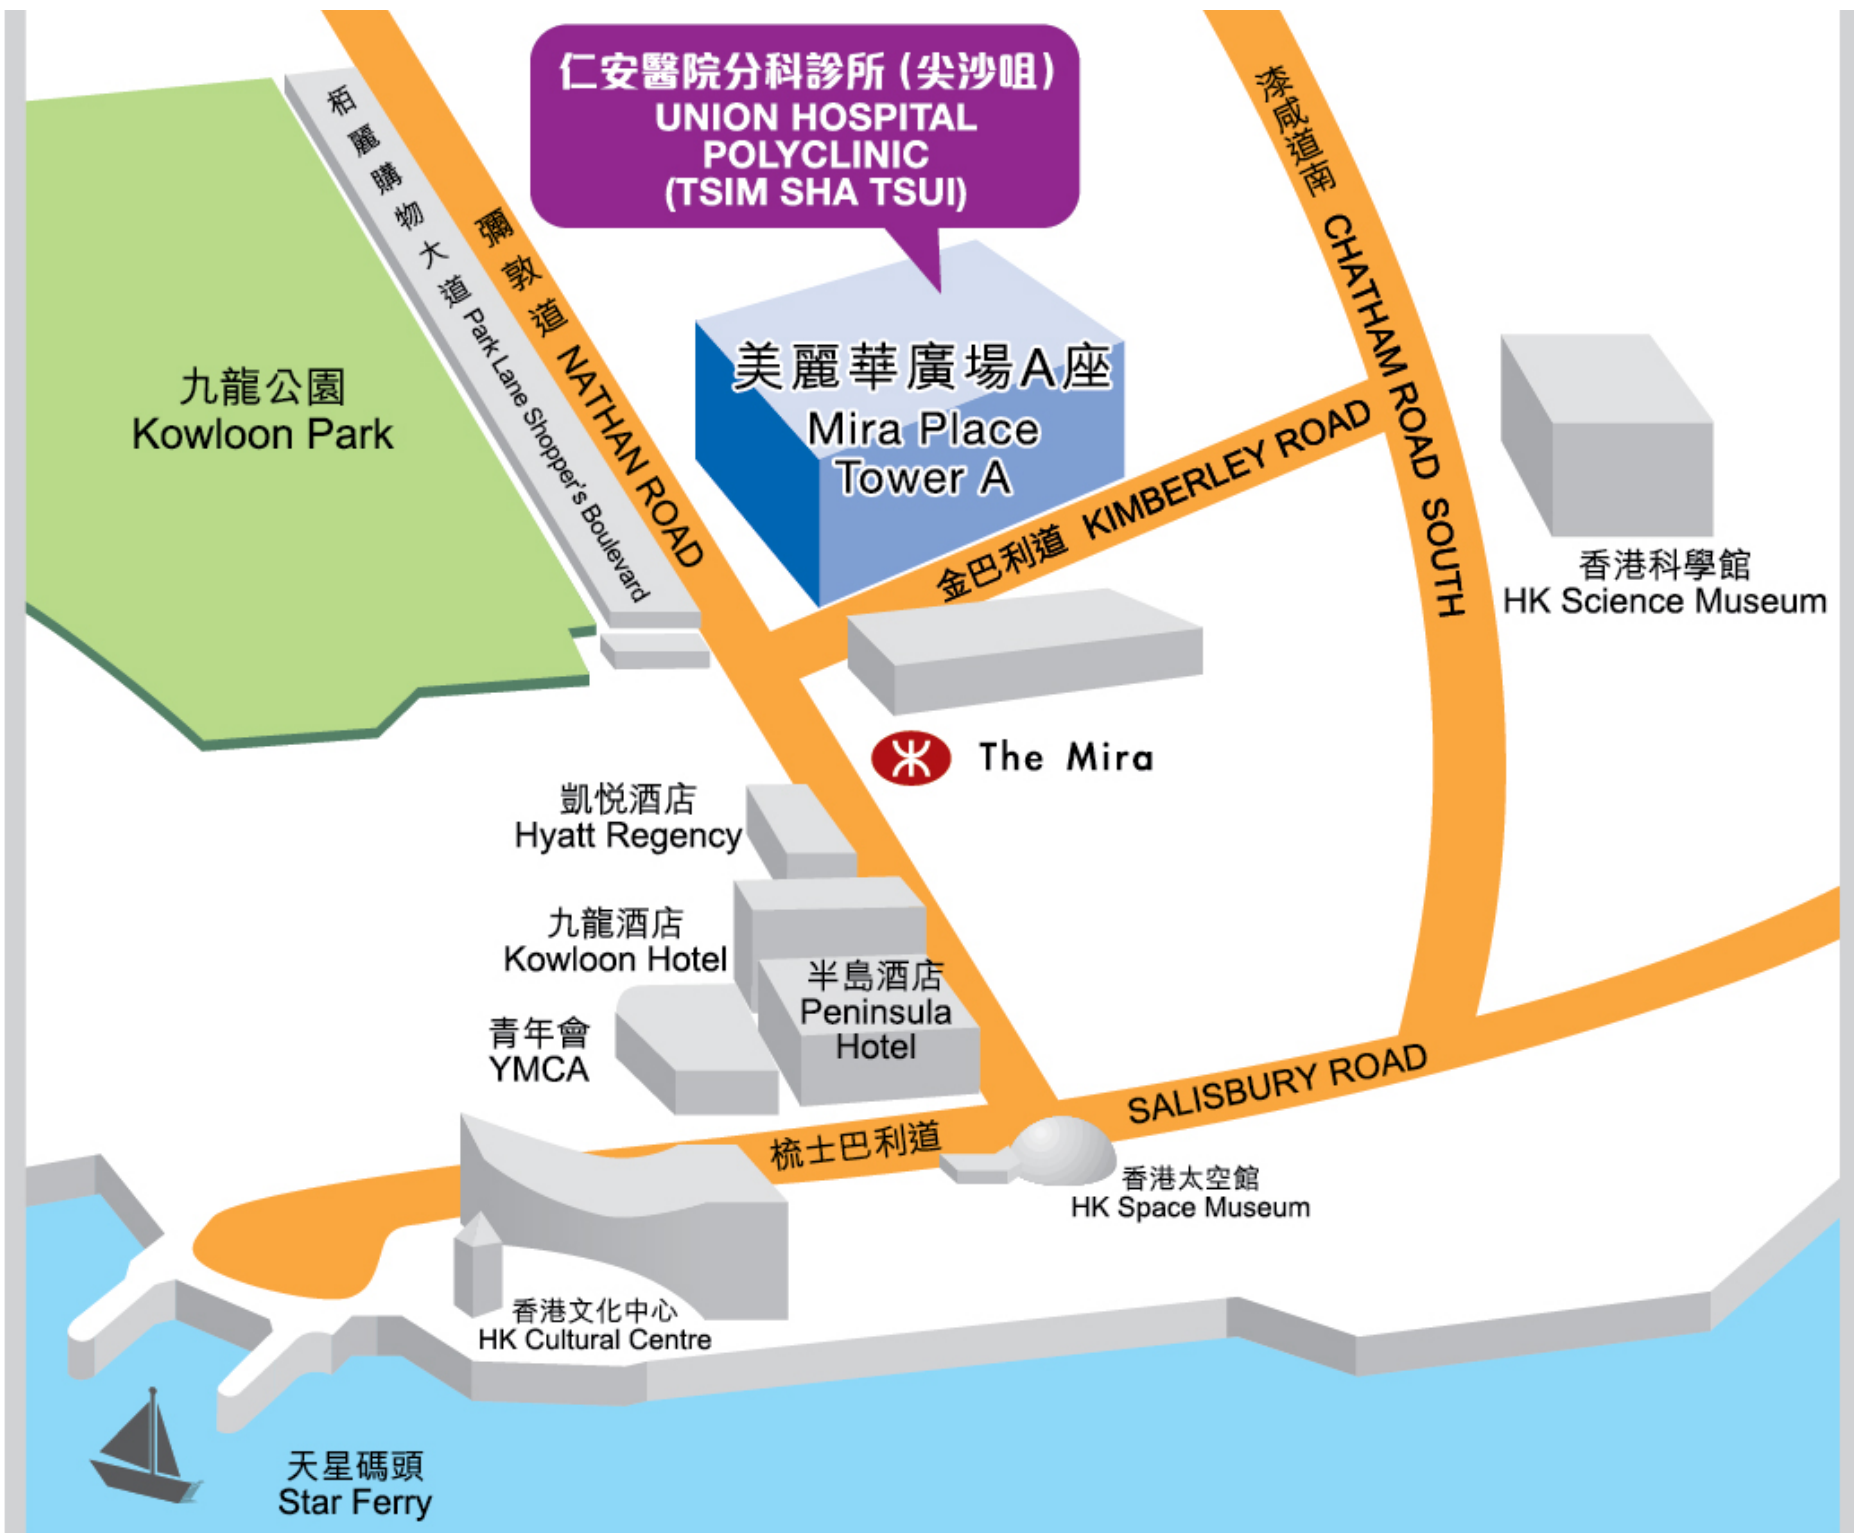 仁安醫院分科診所(尖沙咀)
UNION HOSPITAL
POLYCLINIC
(TSIM SHA TSUI)
栢麗購物大道 Park Lane Shopper's Boulevard
彌敦道 NATHAN ROAD
漆咸道南 CHATHAM ROAD SOUTH
九龍公園
Kowloon Park
美麗華廣場A座
Mira Place
Tower A
金巴利道 KIMBERLEY ROAD
香港科學館
HK Science Museum
The Mira
凱悦酒店
Hyatt Regency
九龍酒店
Kowloon Hotel
半島酒店
Peninsula
Hotel
青年會
YMCA
梳士巴利道
SALISBURY ROAD
香港太空館
HK Space Museum
香港文化中心
HK Cultural Centre
天星碼頭
Star Ferry